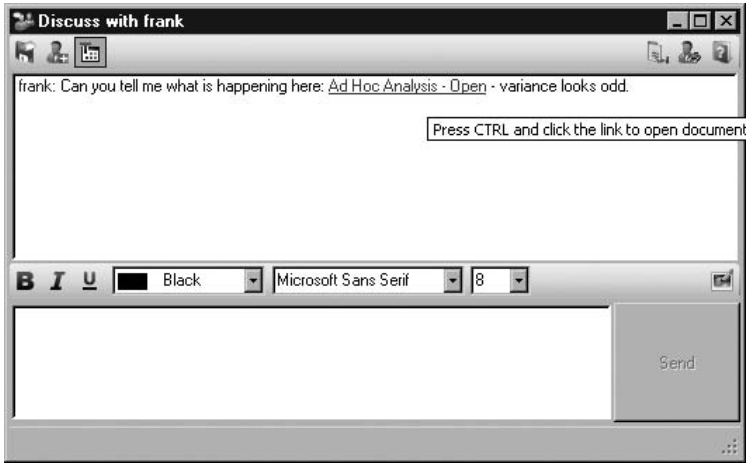 Discuss with frank
frank: Can you tell me what is happening here: Ad Hoc Analysis - Open - variance looks odd.
Press CTRL and click the link to open document
B I U Black Microsoft Sans Serif 8
Send